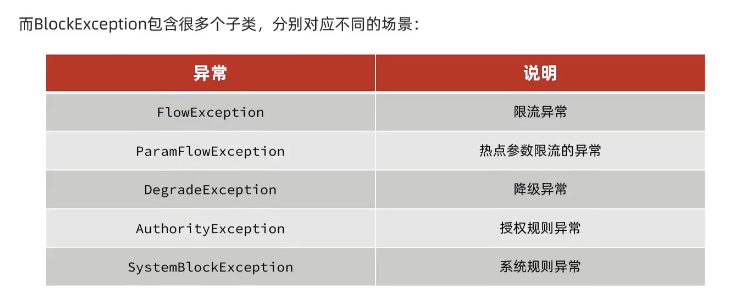 而BlockException包含很多个子类，分别对应不同的场景：
异常 说明
FlowException 限流异常
ParamFlowException 热点参数限流的异常
DegradeException 降级异常
AuthorityException 授权规则异常
SystemBlockException 系统规则异常